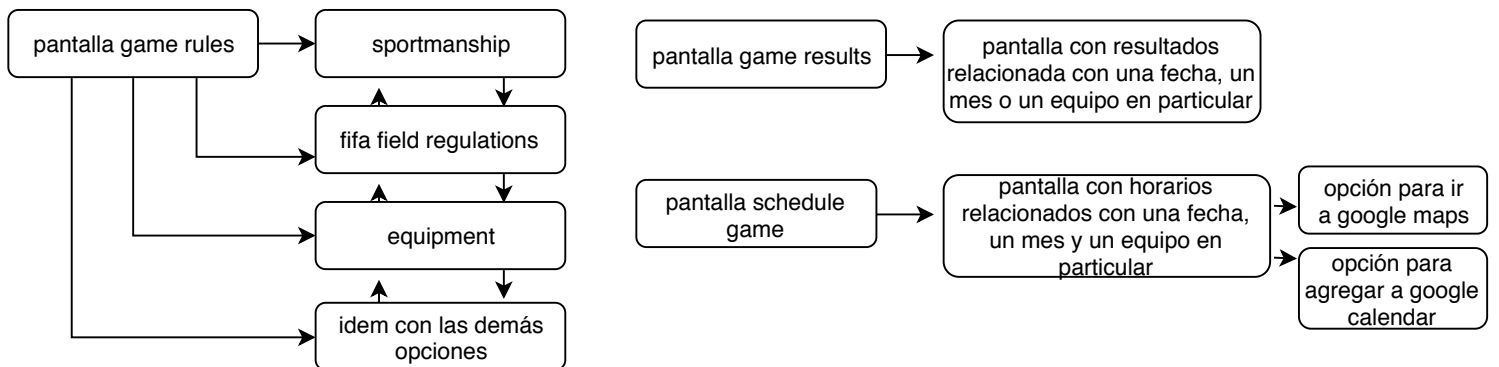 pantalla game rules
sportmanship
fifa field regulations
equipment
idem con las demás
opciones
pantalla game results
pantalla con resultados
relacionada con una fecha, un
mes o un equipo en particular
pantalla schedule
game
pantalla con horarios
relacionados con una fecha,
un mes y un equipo en
particular
opción para ir
a google maps
opción para
agregar a google
calendar